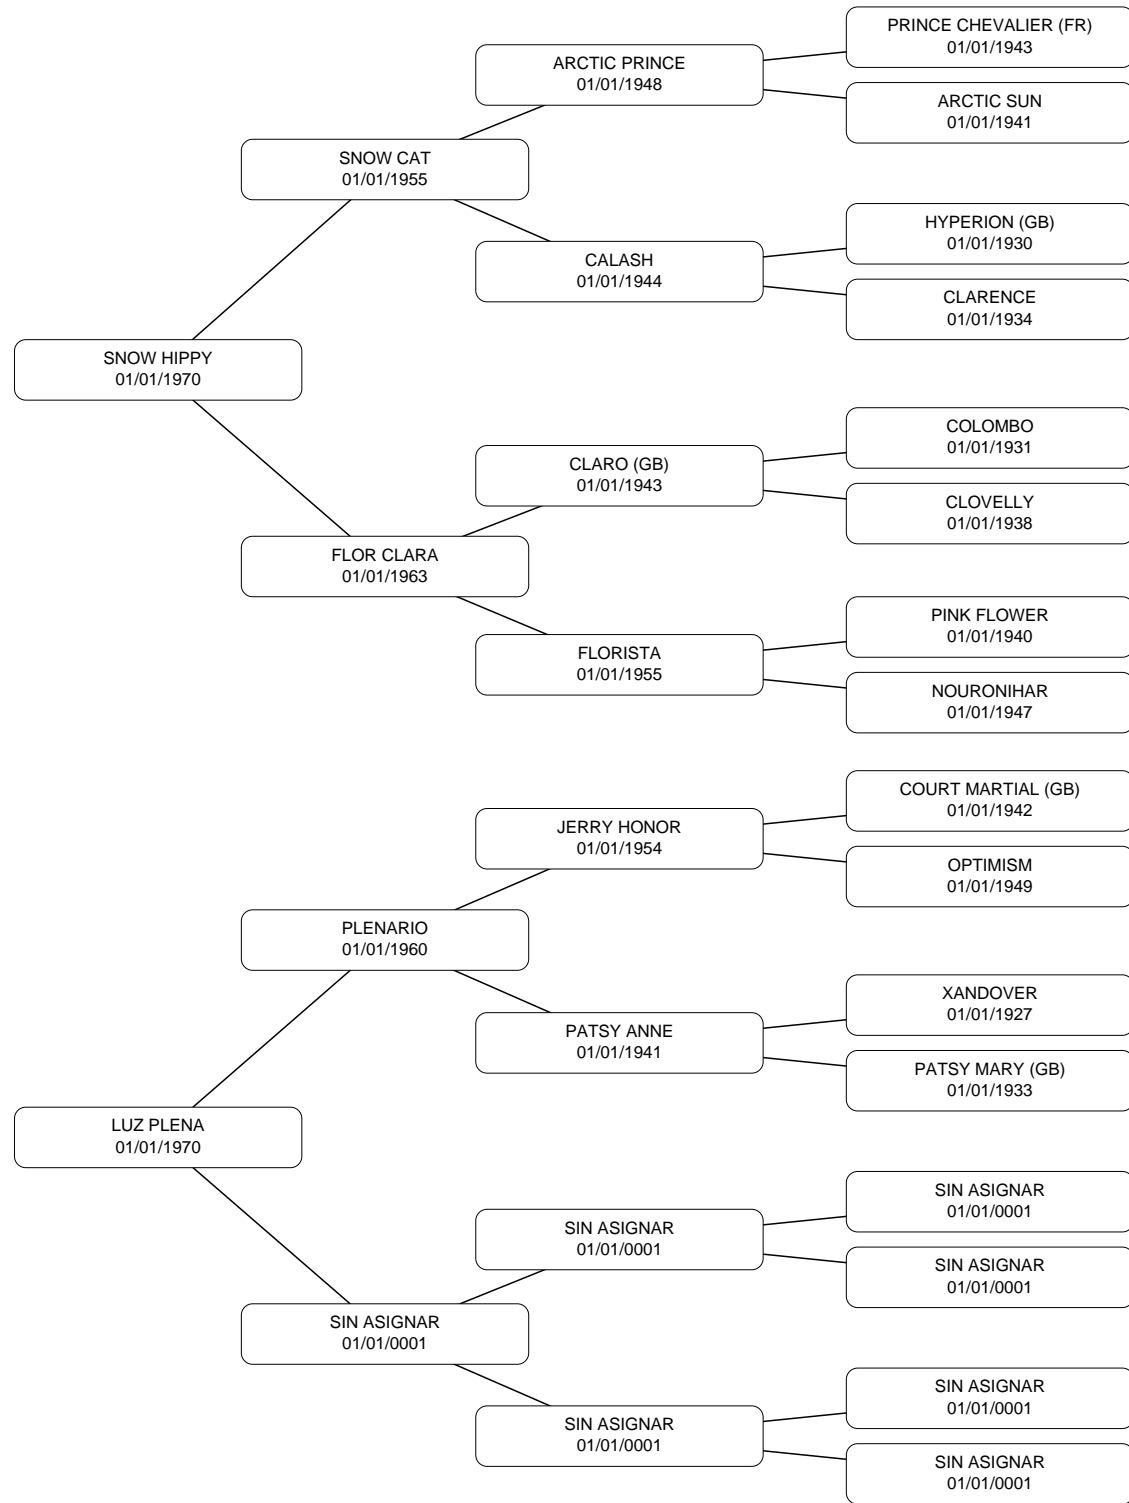 PRINCE CHEVALIER (FR)
01/01/1943
ARCTIC PRINCE
01/01/1948
ARCTIC SUN
01/01/1941
SNOW CAT
01/01/1955
HYPERION (GB)
01/01/1930
CALASH
01/01/1944
CLARENCE
01/01/1934
SNOW HIPPY
01/01/1970
COLOMBO
01/01/1931
CLARO (GB)
01/01/1943
CLOVELLY
01/01/1938
FLOR CLARA
01/01/1963
PINK FLOWER
01/01/1940
FLORISTA
01/01/1955
NOURONIHAR
01/01/1947
COURT MARTIAL (GB)
01/01/1942
JERRY HONOR
01/01/1954
OPTIMISM
01/01/1949
PLENARIO
01/01/1960
XANDOVER
01/01/1927
PATSY ANNE
01/01/1941
PATSY MARY (GB)
01/01/1933
LUZ PLENA
01/01/1970
SIN ASIGNAR
01/01/0001
SIN ASIGNAR
01/01/0001
SIN ASIGNAR
01/01/0001
SIN ASIGNAR
01/01/0001
SIN ASIGNAR
01/01/0001
SIN ASIGNAR
01/01/0001
SIN ASIGNAR
01/01/0001